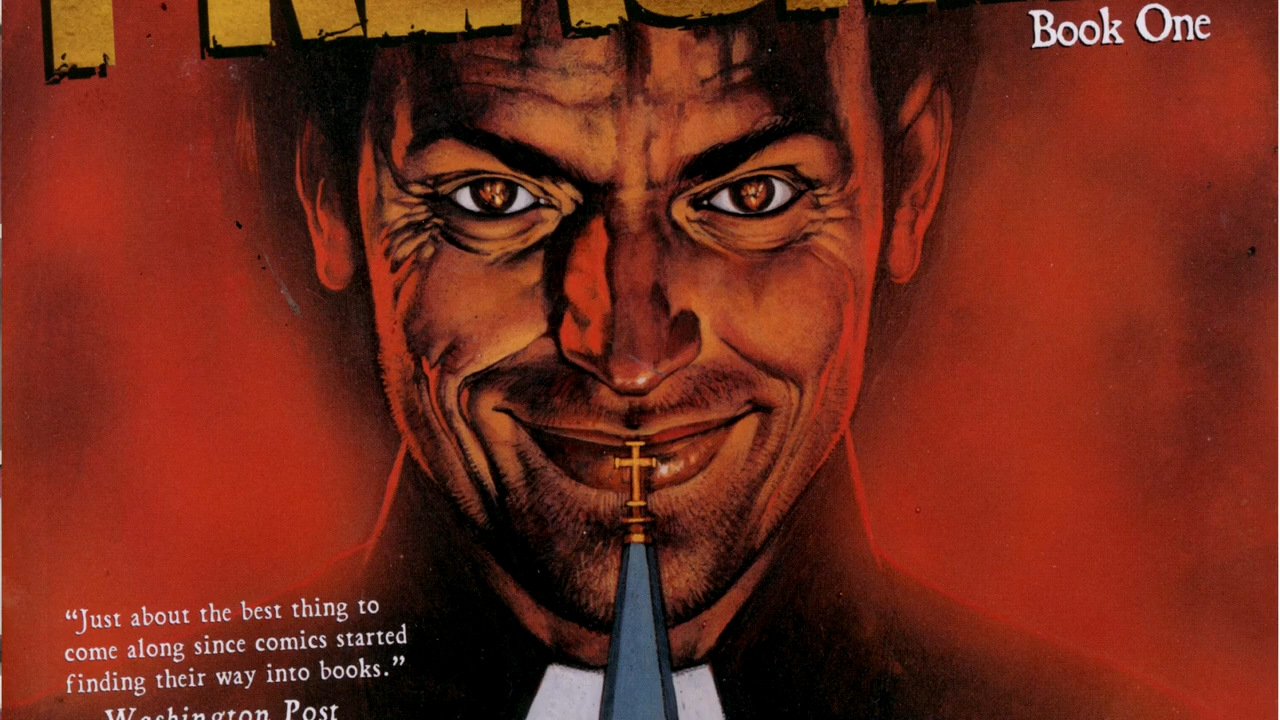 Book One
“Just about the best thing to
come along since comics started
finding their way into books.”
Washington Post